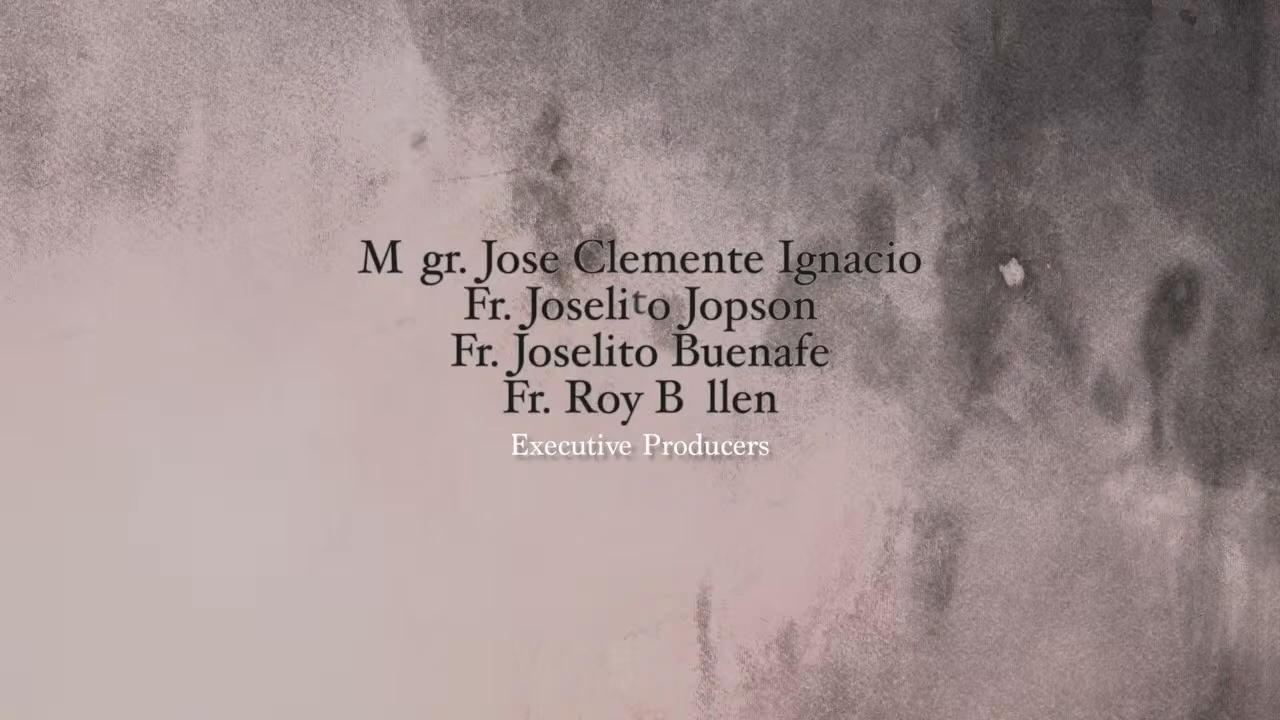 M gr. Jose Clemente Ignacio
Fr. Joselito Jopson
Fr. Joselito Buenafe
Fr. Roy B llen
Executive Producers